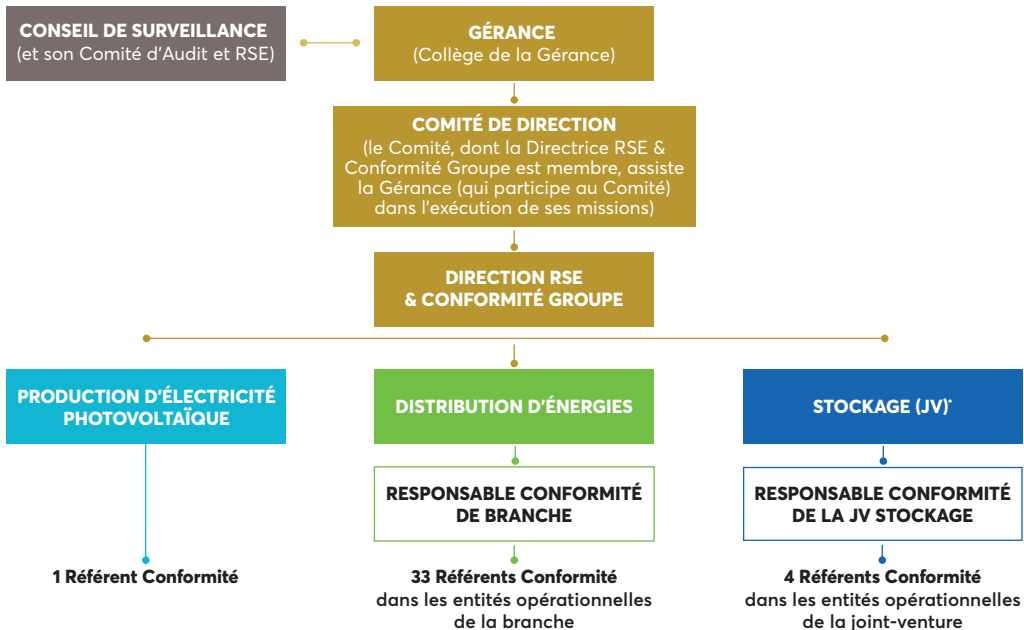 CONSEIL DE SURVEILLANCE
(et son Comité d'Audit et RSE)
GÉRANCE
(Collège de la Gérance)
COMITÉ DE DIRECTION
(le Comité, dont la Directrice RSE &
Conformité Groupe est membre, assiste
la Gérance (qui participe au Comité)
dans l'exécution de ses missions)
DIRECTION RSE
& CONFORMITÉ GROUPE
PRODUCTION D'ÉLECTRICITÉ
PHOTOVOLTAÏQUE
DISTRIBUTION D'ÉNERGIES
STOCKAGE (JV)*
RESPONSABLE CONFORMITÉ
DE BRANCHE
RESPONSABLE CONFORMITÉ
DE LA JV STOCKAGE
1 Référent Conformité
33 Référents Conformité
dans les entités opérationnelles
de la branche
4 Référents Conformité
dans les entités opérationnelles
de la joint-venture